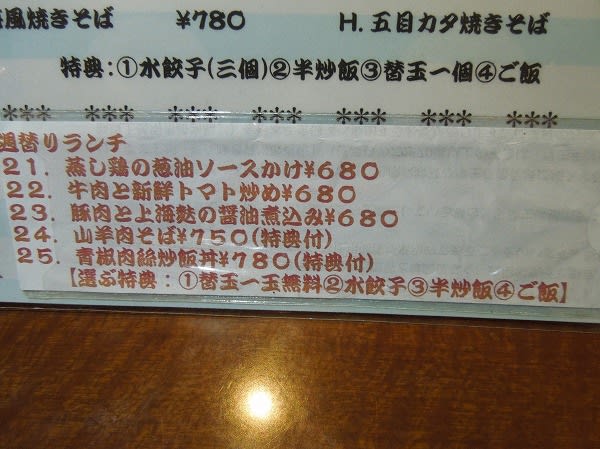 風焼きそば ¥780 H. 五目カタ焼きそば
特典:①水餃子(三個)②半炒飯③替玉一個④ご飯
*** *** *** *** *** *** ***
週替りランチ
21. 蒸し鶏の葱油ソースかけ¥680
22. 牛肉と新鮮トマト炒め¥680
23. 豚肉と上海麩の醤油煮込み¥680
24. 山羊肉そば¥750(特典付)
25. 青椒肉絲炒飯丼¥780(特典付)
【選ぶ特典:①替玉一玉無料②水餃子③半炒飯④ご飯】